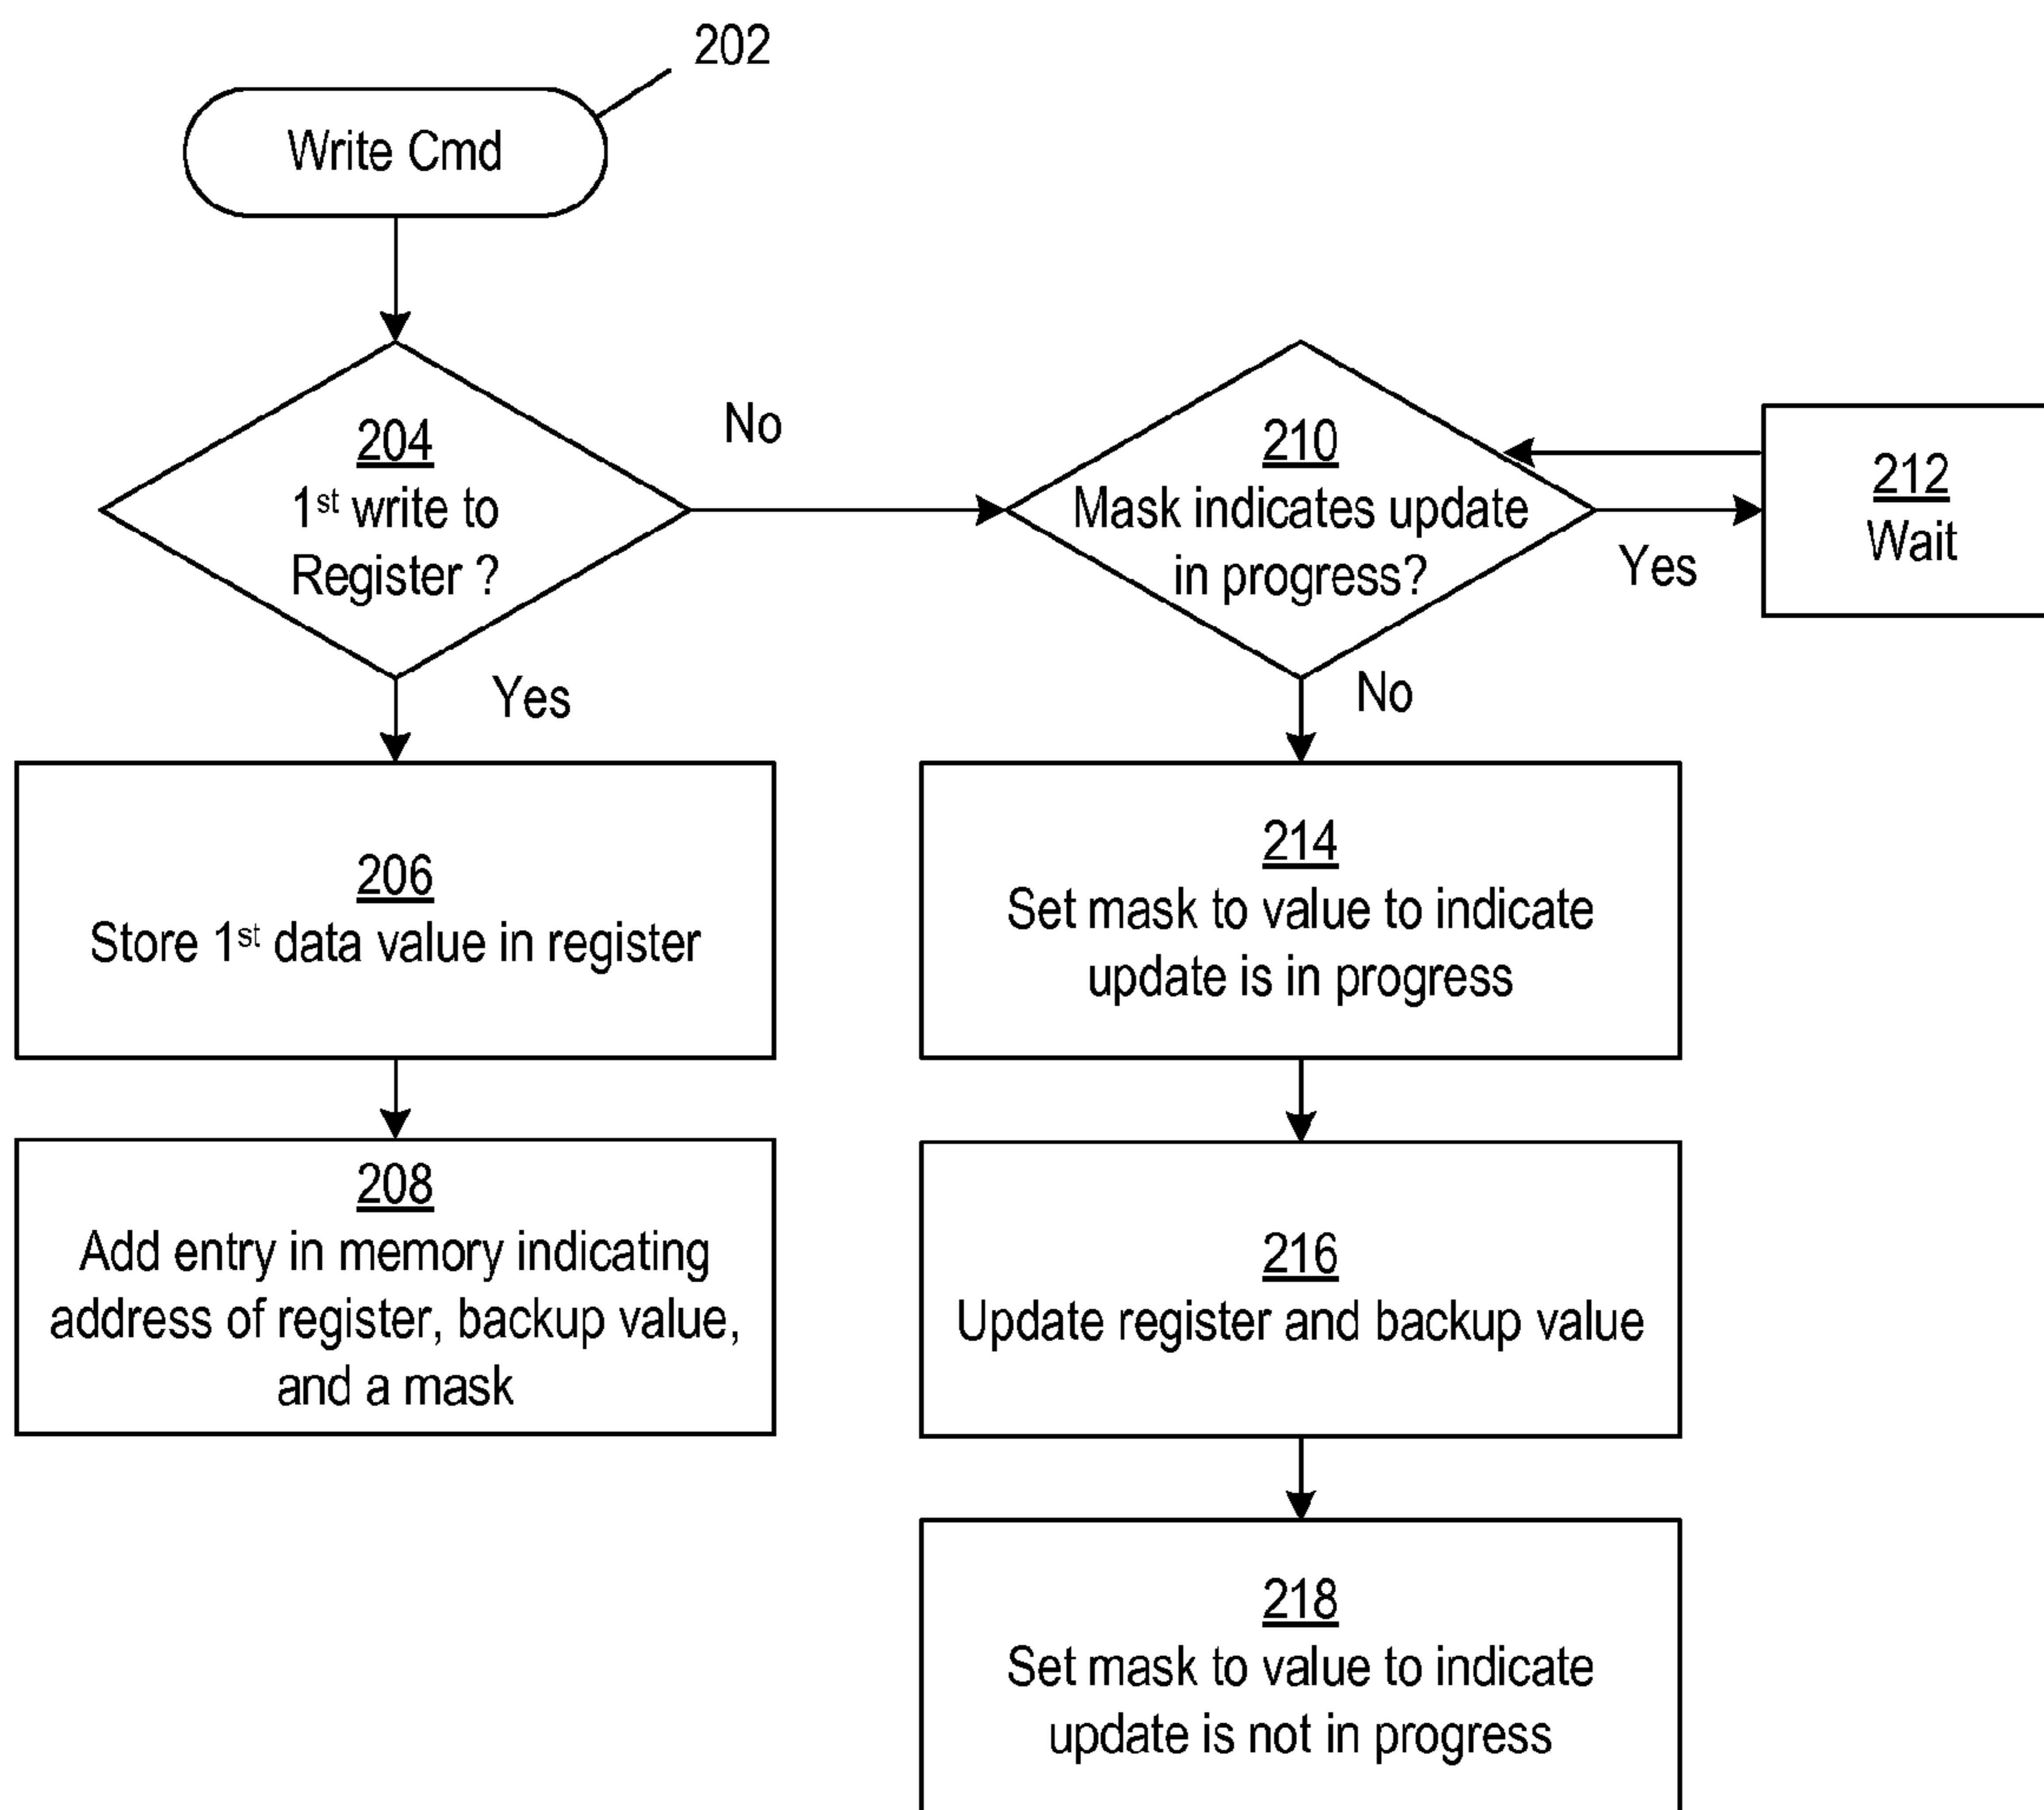 202
Write Cmd
204
1st write to
Register ?
No
210
Mask indicates update
in progress?
Yes
212
Wait
Yes
No
206
Store 1st data value in register
208
Add entry in memory indicating
address of register, backup value,
and a mask
214
Set mask to value to indicate
update is in progress
216
Update register and backup value
218
Set mask to value to indicate
update is not in progress